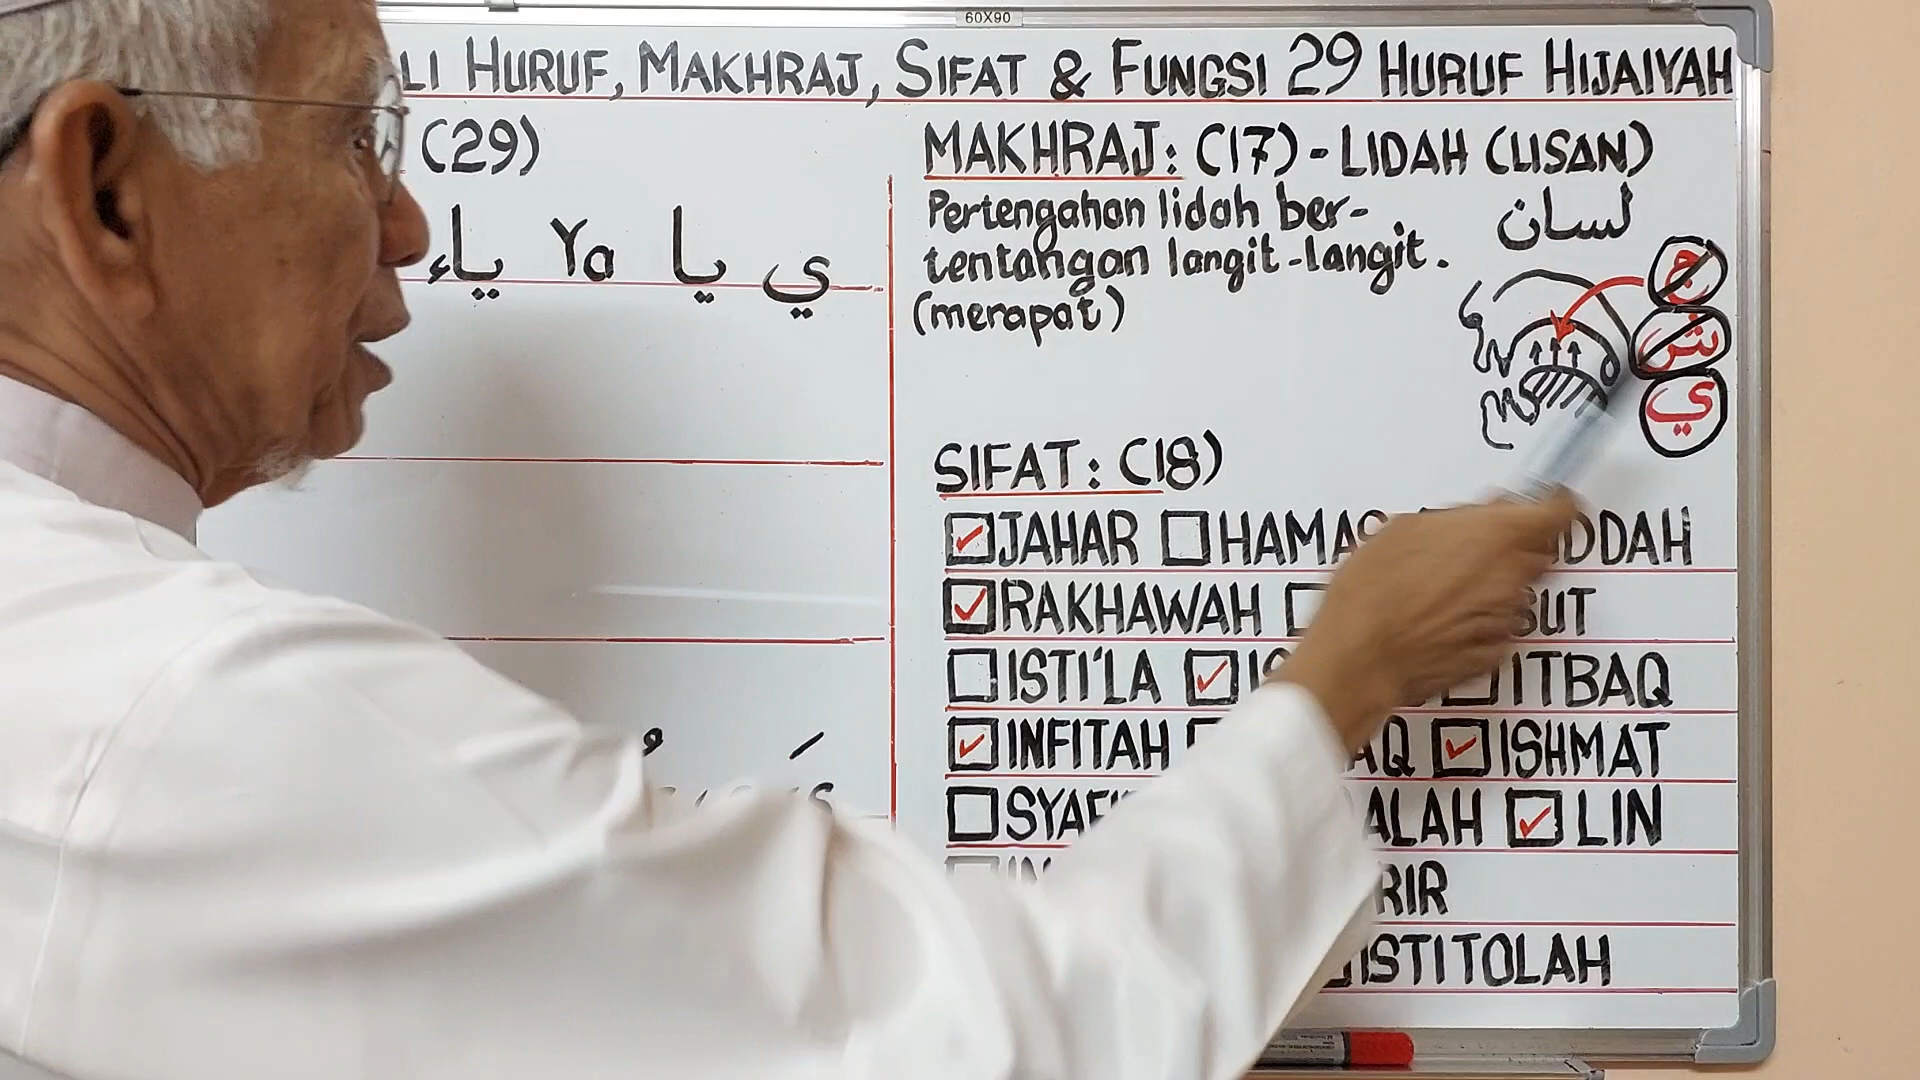 60X90
HURUF, MAKHRAJ, SIFAT & FUNGSI 29 HURUF HIJAIYAH
(29)
ي يا Ya ياء
MAKHRAJ: (17) - LIDAH (LISAN)
Pertengahan lidah ber-
tentangan langit-langit.
(merapat)
لسان
ج
ش
ي
SIFAT: (18)
JAHAR HAMAS
RAKHAWAH
ISTI'LA ITBAQ
INFITAH ISHMAT
LIN
ISTITOLAH